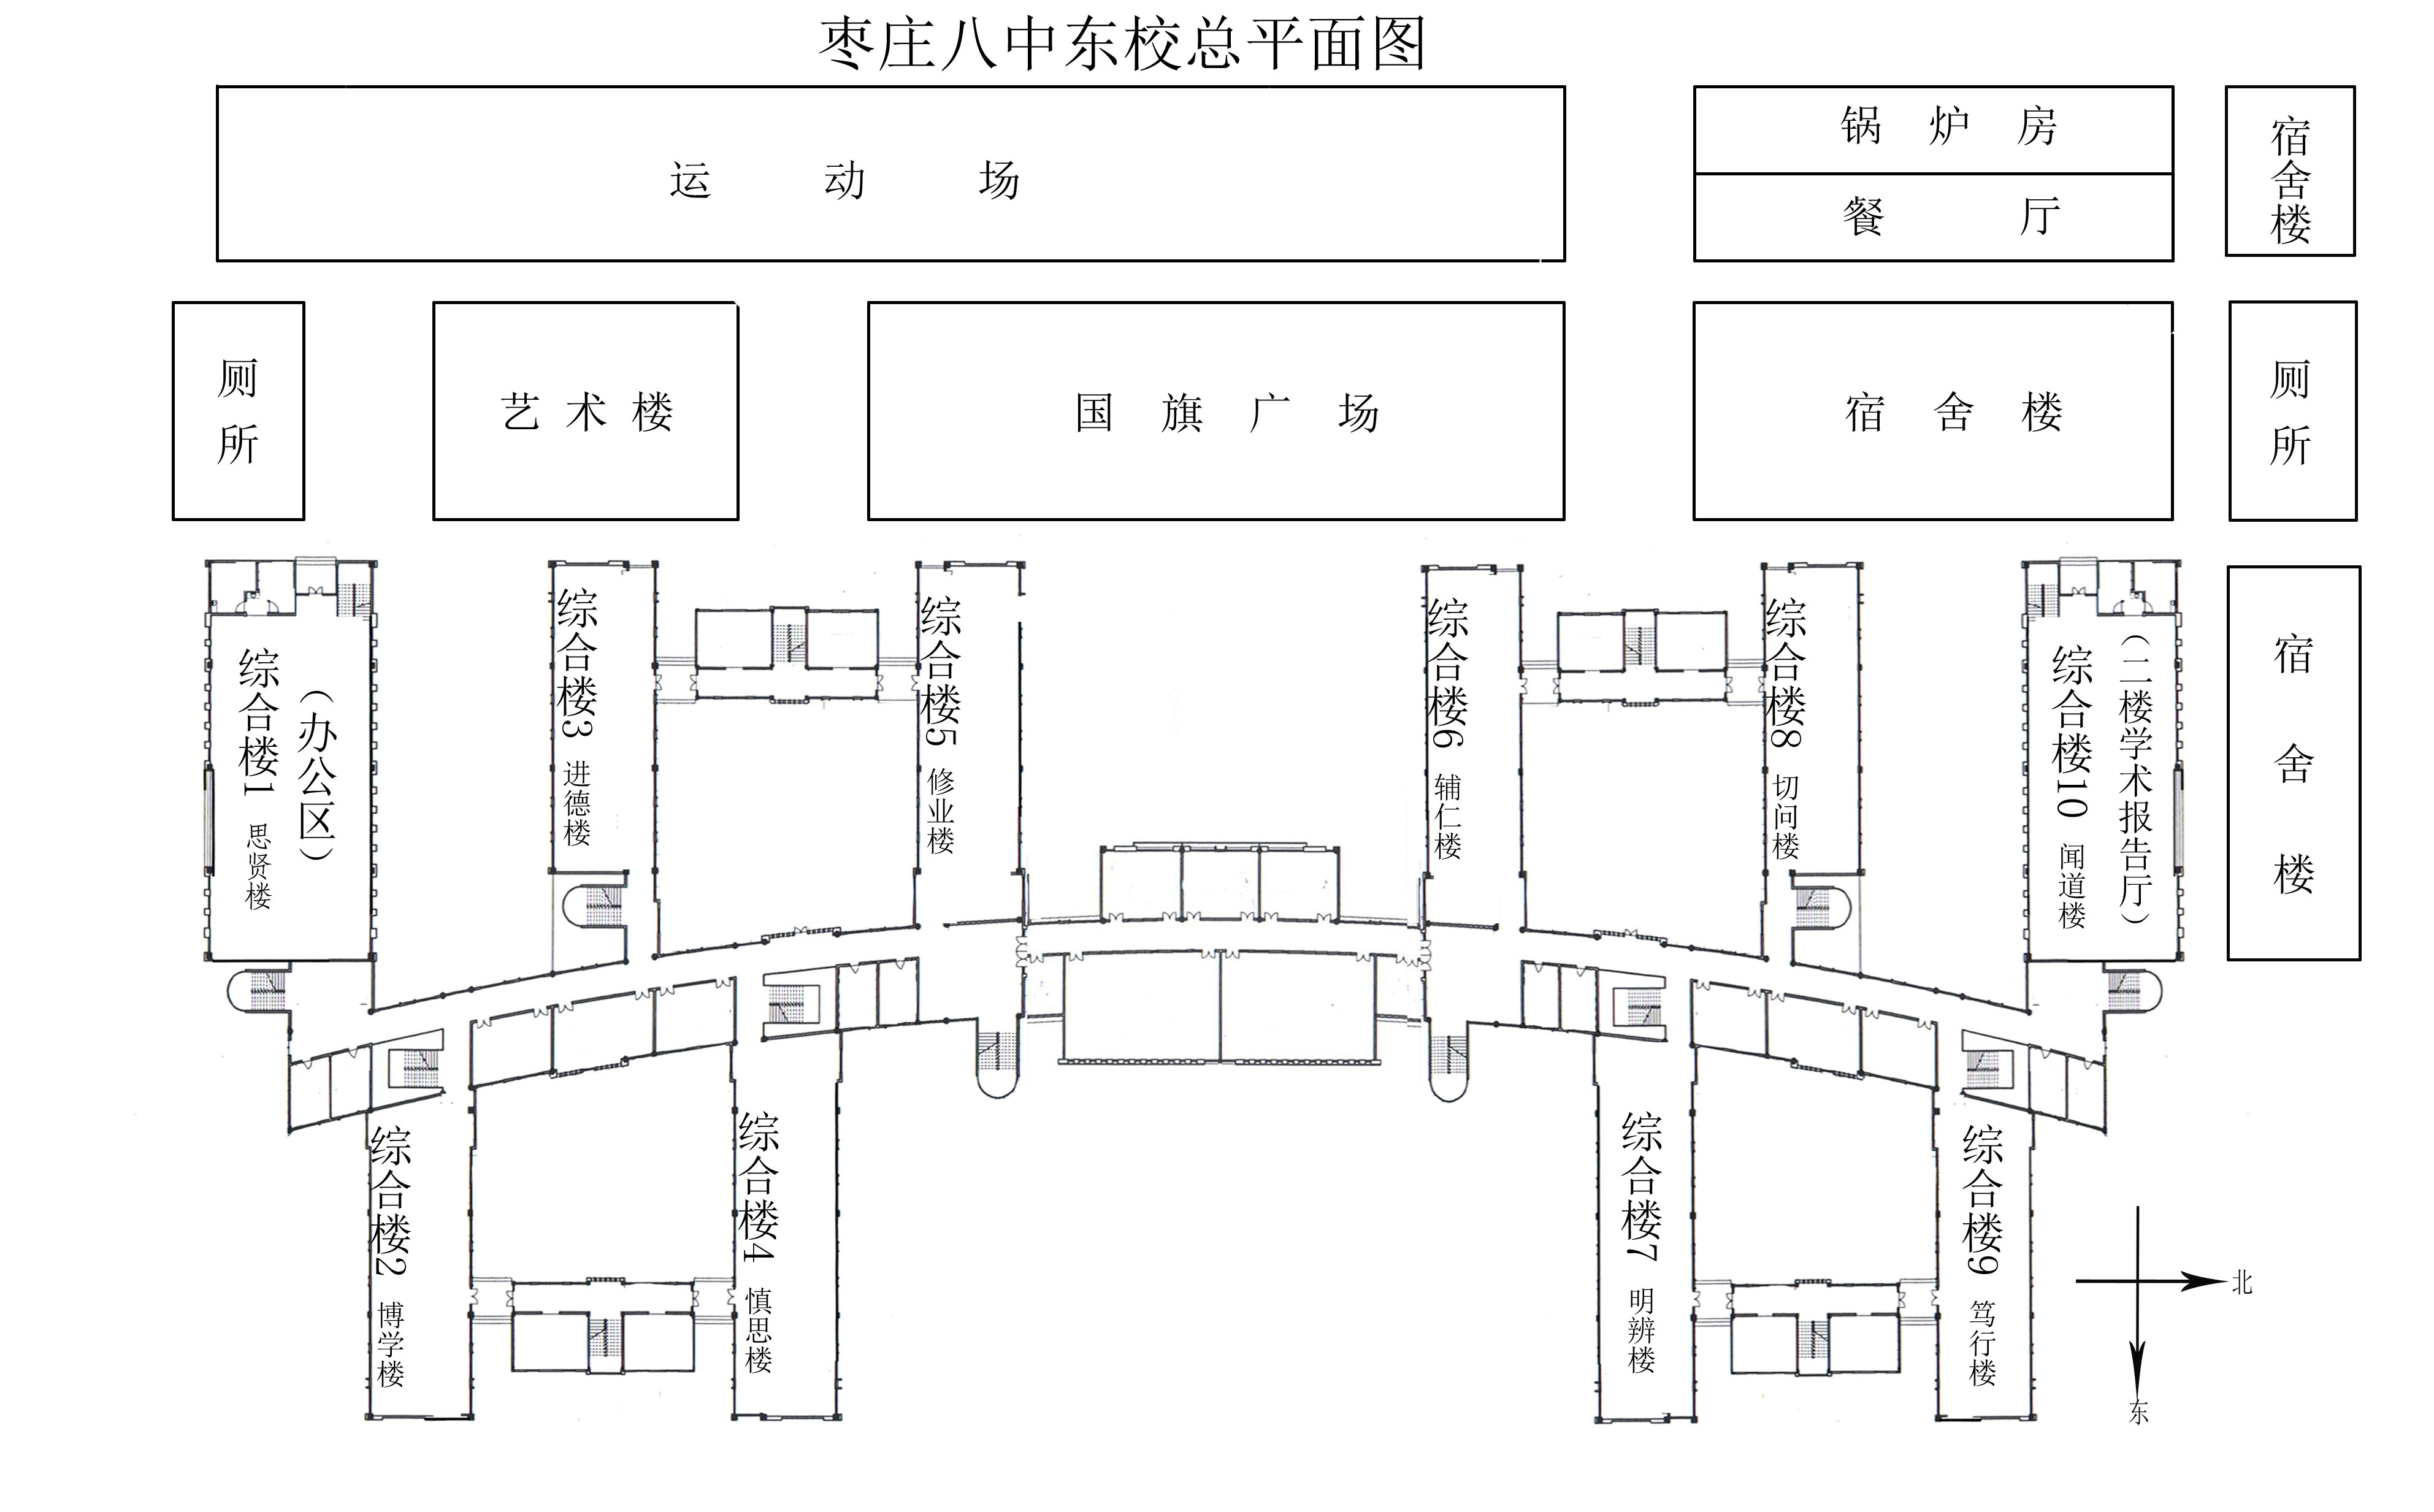 枣庄八中东校总平面图
运动场
锅炉房
餐厅
宿舍楼
厕所
艺术楼
国旗广场
宿舍楼
厕所
综合楼1 思贤楼
（办公区）
综合楼3 进德楼
综合楼5 修业楼
综合楼6 辅仁楼
综合楼8 切问楼
综合楼10 闻道楼
（二楼学术报告厅）
宿舍楼
综合楼2 博学楼
综合楼4 慎思楼
综合楼7 明辨楼
综合楼9 笃行楼
北
东